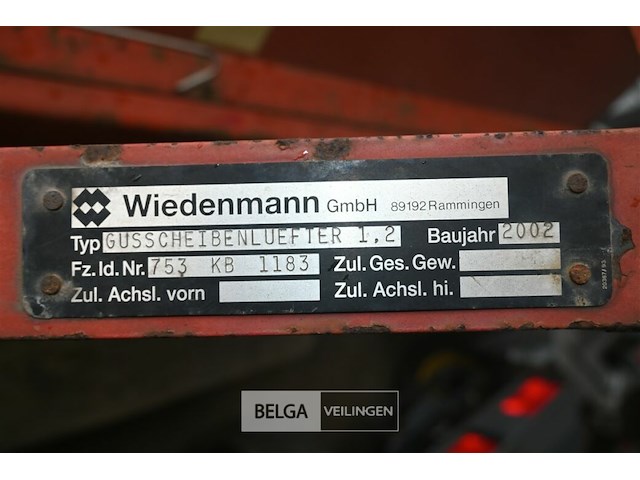 Wiedenmann GmbH 89192 Rammingen
Typ GUSSCHEIBENLUEFTER 1,2 Baujahr 2002
Fz. Id. Nr. 753 KB 1183 Zul. Ges. Gew.
Zul. Achsl. vorn Zul. Achsl. hi.
BELGA VEILINGEN